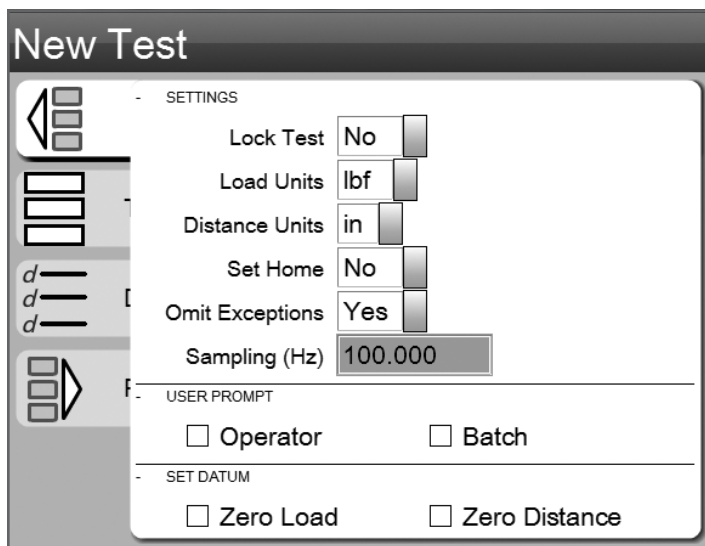 New Test
- SETTINGS
Lock Test No
Load Units lbf
Distance Units in
Set Home No
d
d
d
Omit Exceptions Yes
Sampling (Hz) 100.000
- USER PROMPT
Operator Batch
- SET DATUM
Zero Load Zero Distance